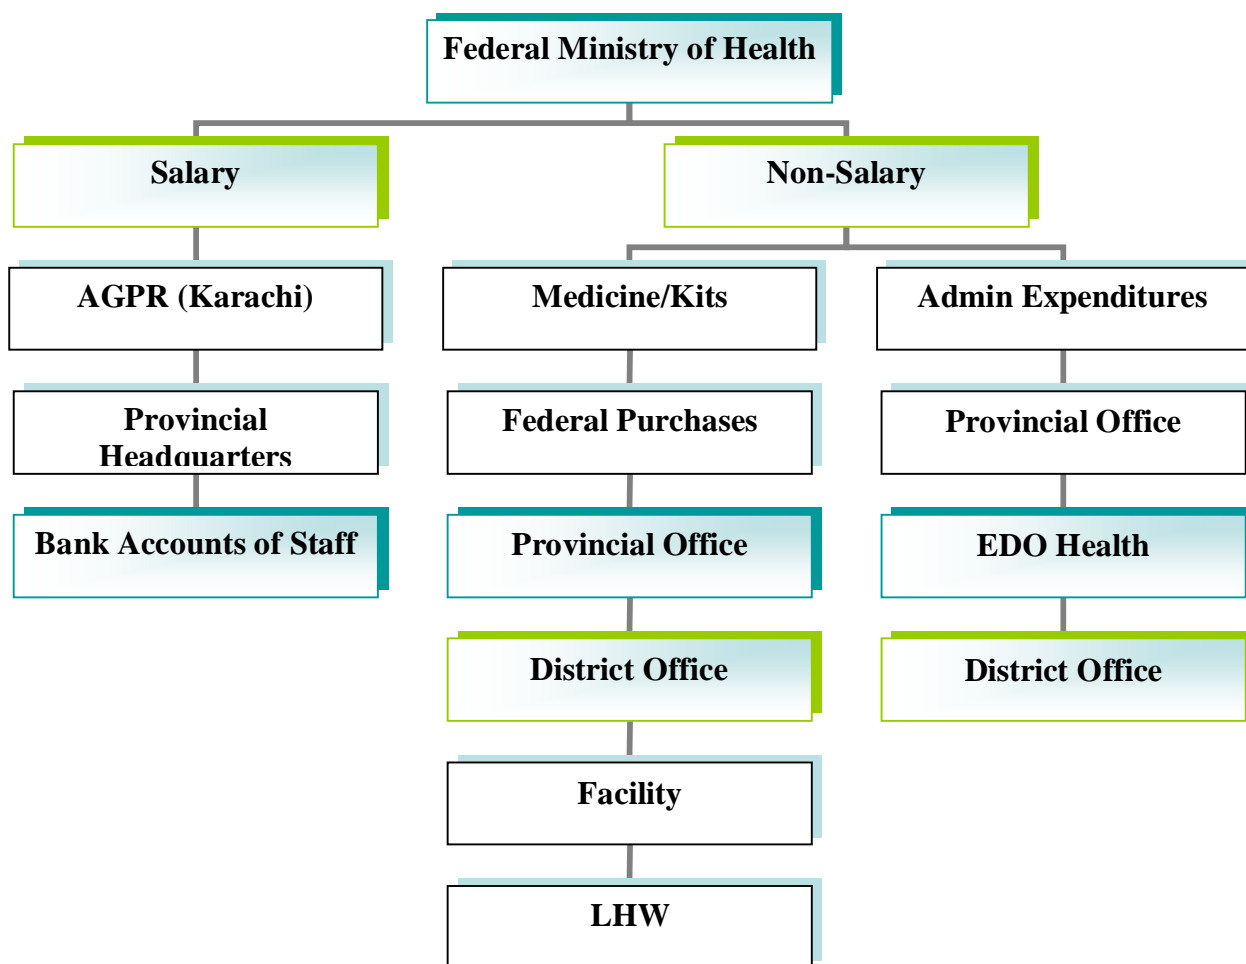 Federal Ministry of Health
Salary
Non-Salary
AGPR (Karachi)
Medicine/Kits
Admin Expenditures
Provincial
Headquarters
Federal Purchases
Provincial Office
Bank Accounts of Staff
Provincial Office
EDO Health
District Office
District Office
Facility
LHW